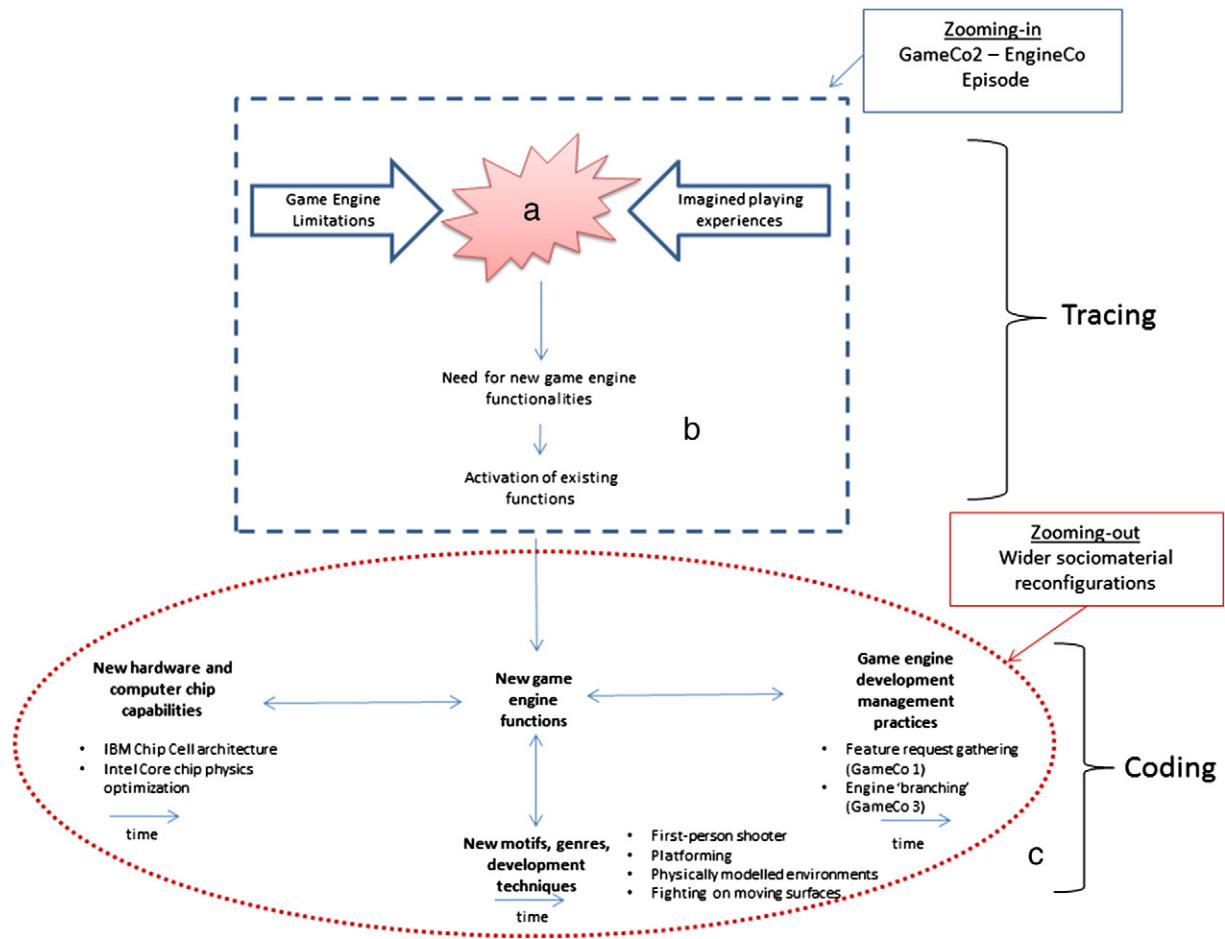 Zooming-in
GameCo2 – EngineCo
Episode
Game Engine
Limitations
a
Imagined playing
experiences
Tracing
Need for new game engine
functionalities
b
Activation of existing
functions
Zooming-out
Wider sociomaterial
reconfigurations
New hardware and
computer chip
capabilities
• IBM Chip Cell architecture
• Intel Core chip physics
optimization
time
New game
engine
functions
Game engine
development
management
practices
• Feature request gathering
(GameCo 1)
• Engine ‘branching’
(GameCo 3)
time
Coding
New motifs, genres,
development
techniques
time
• First-person shooter
• Platforming
• Physically modelled environments
• Fighting on moving surfaces
c